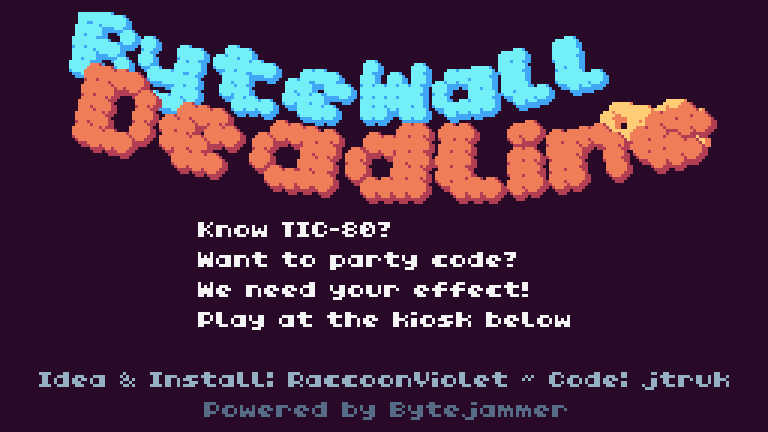 ByteWall
Deadline
Know TIC-80?
Want to party code?
We need your effect!
Play at the kiosk below
Idea & Install: RaccoonViolet ~ Code: jtruk
Powered by Bytejammer